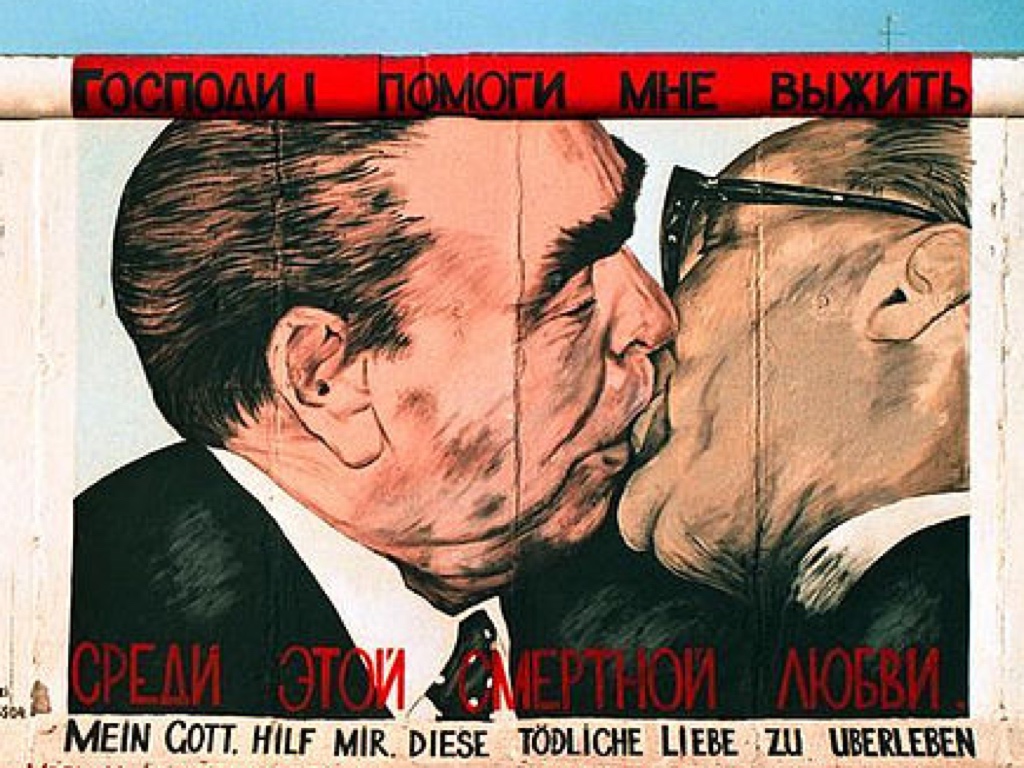 ГОСПОДИ! ПОМОГИ МНЕ ВЫЖИТЬ
СРЕДИ ЭТОЙ СМЕРТНОЙ ЛЮБВИ.
MEIN GOTT. HILF MIR. DIESE TÖDLICHE LIEBE ZU UBERLEBEN